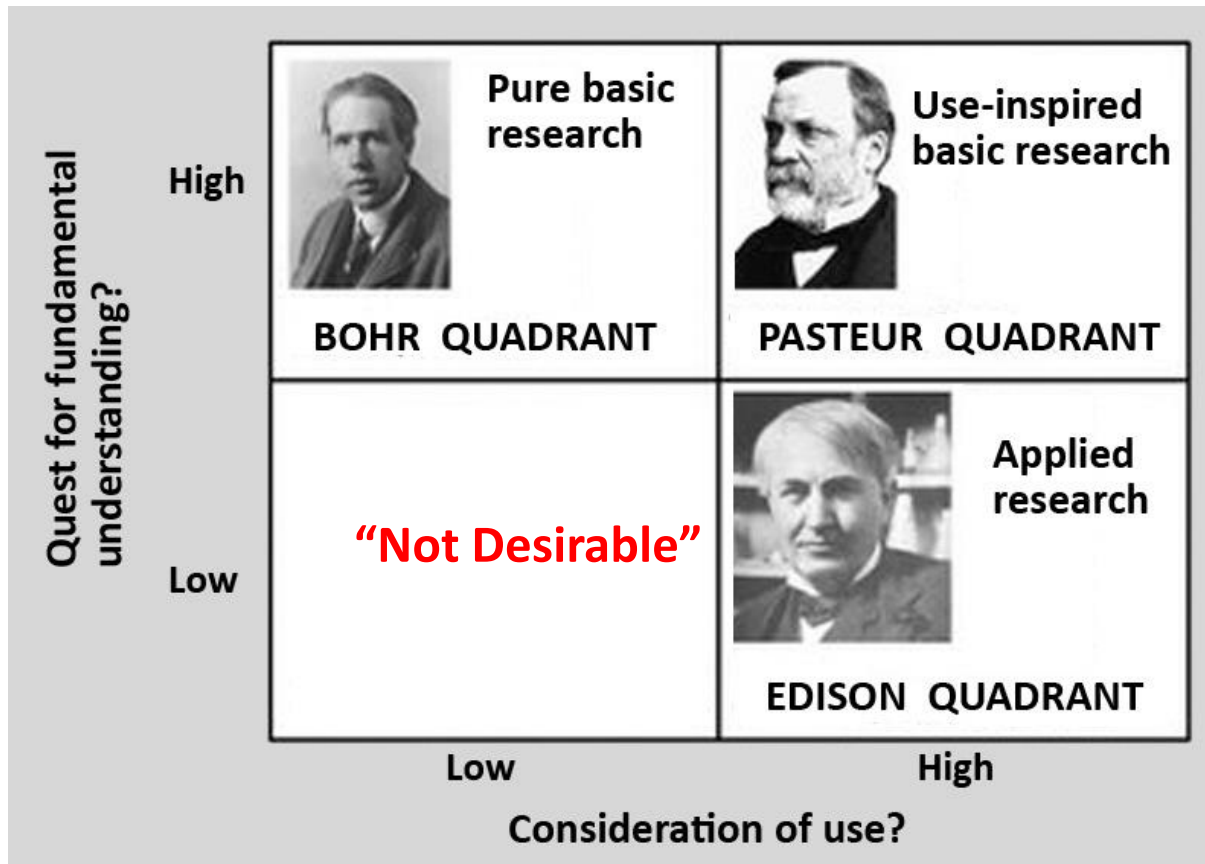 Quest for fundamental
understanding?
High
Pure basic
research
BOHR QUADRANT
Use-inspired
basic research
PASTEUR QUADRANT
Low
“Not Desirable”
Applied
research
EDISON QUADRANT
Low
High
Consideration of use?